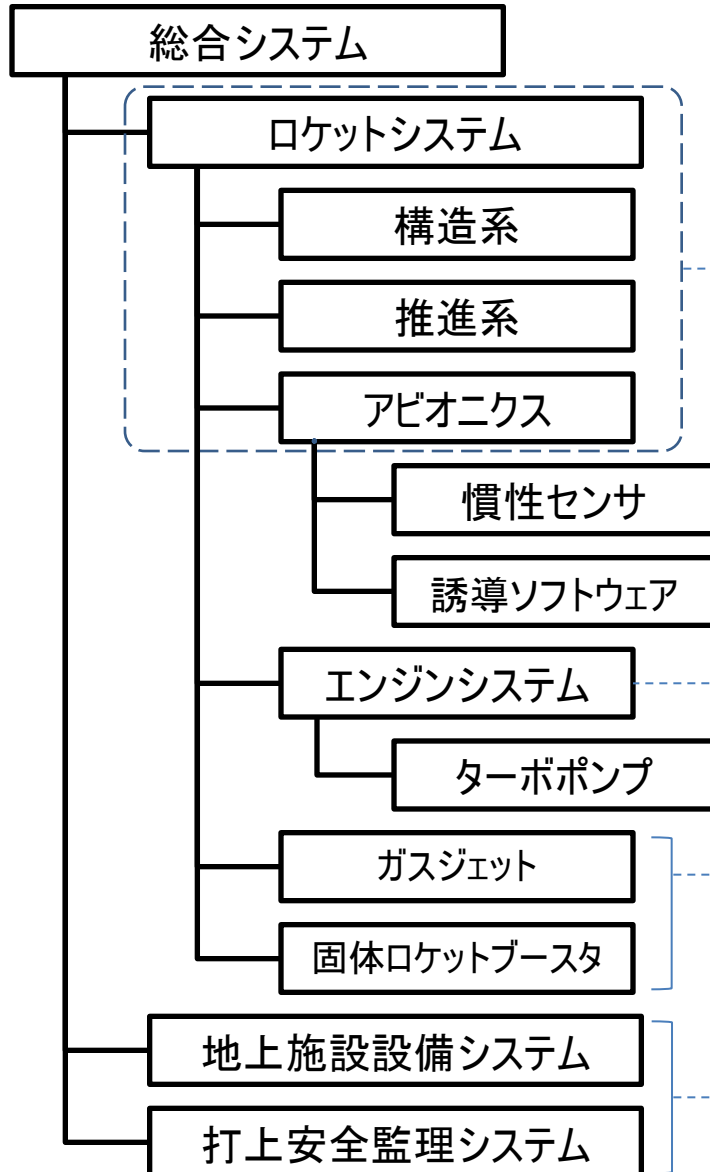 総合システム
ロケットシステム
構造系
推進系
アビオニクス
慣性センサ
誘導ソフトウェア
エンジンシステム
ターボポンプ
ガスジェット
固体ロケットブースタ
地上施設設備システム
打上安全監理システム